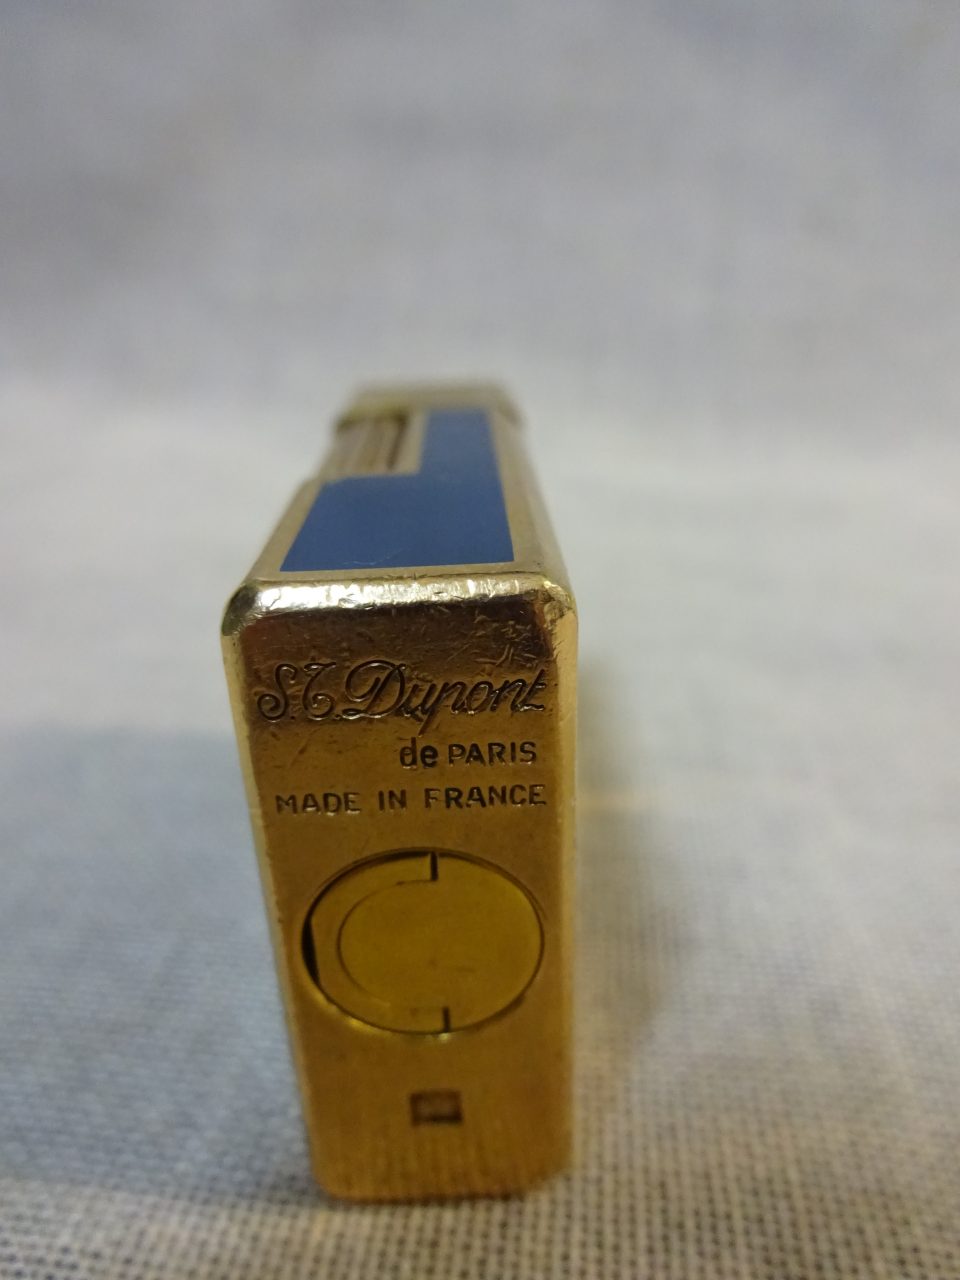 S.T. Dupont
de PARIS
MADE IN FRANCE